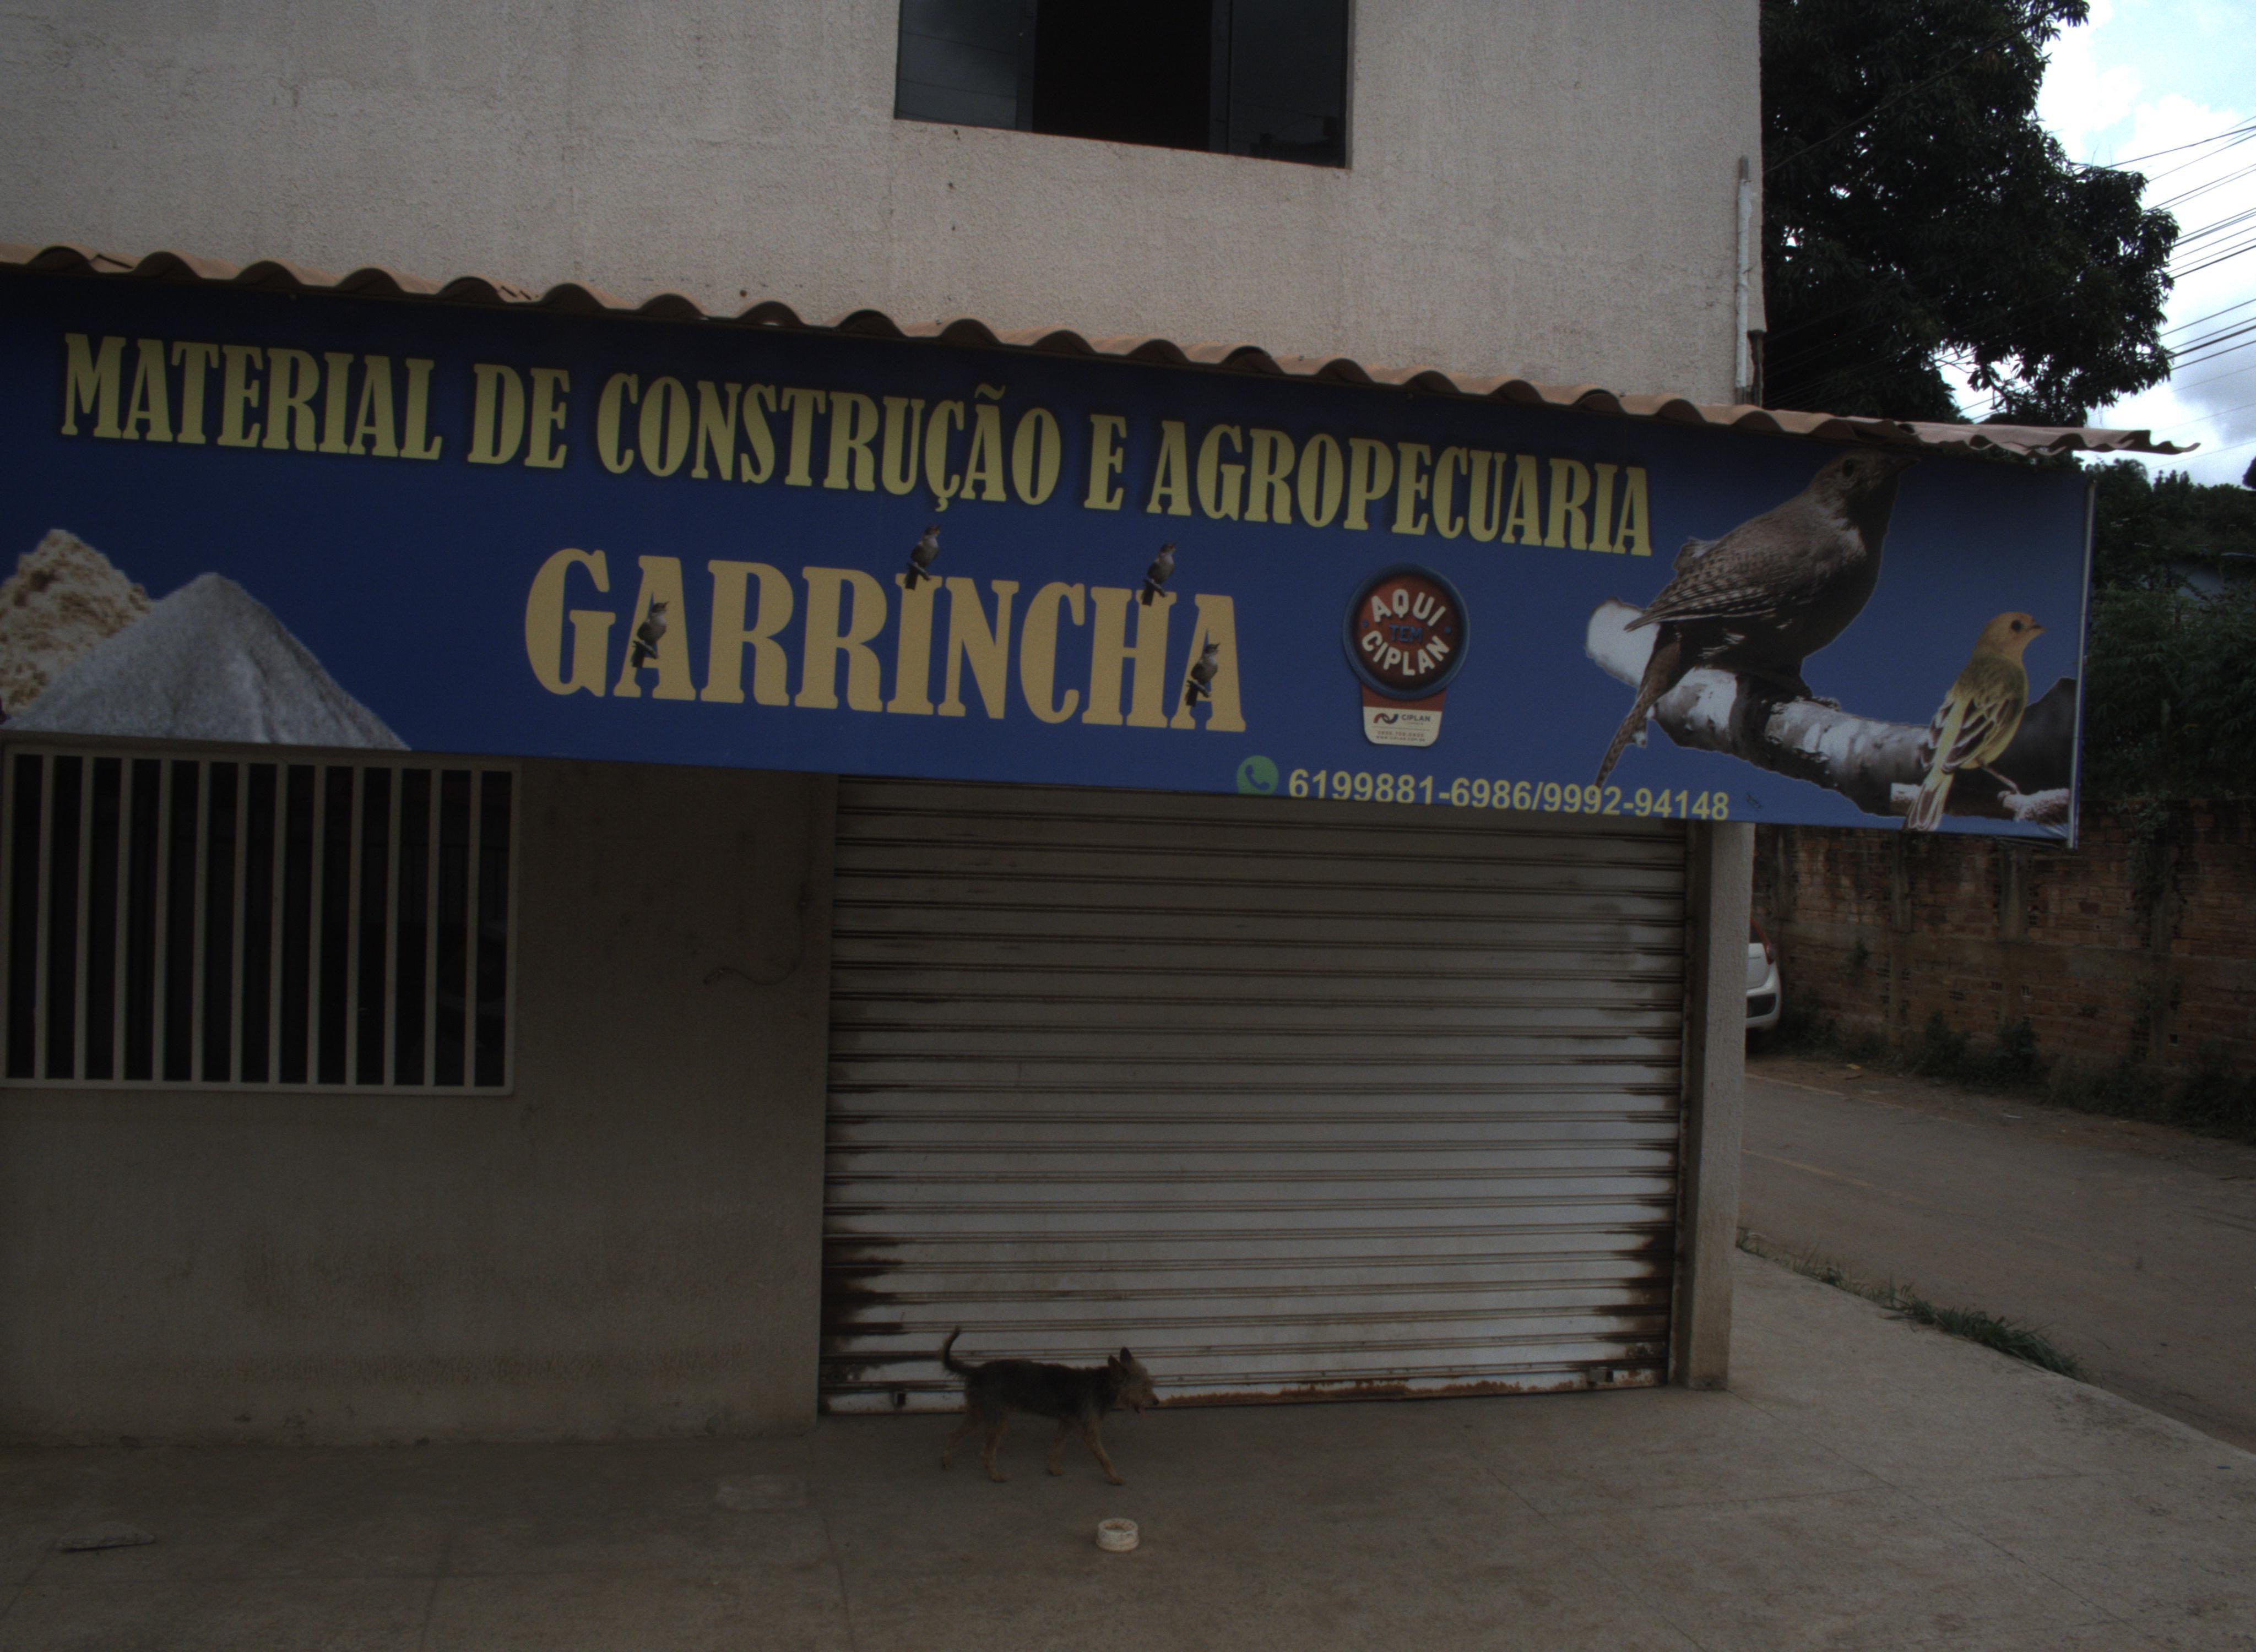 MATERIAL DE CONSTRUÇÃO E AGROPECUARIA
GARRINCHA
AQUI
TEM
CIPLAN
CIPLAN
6199881-6986/9992-94148